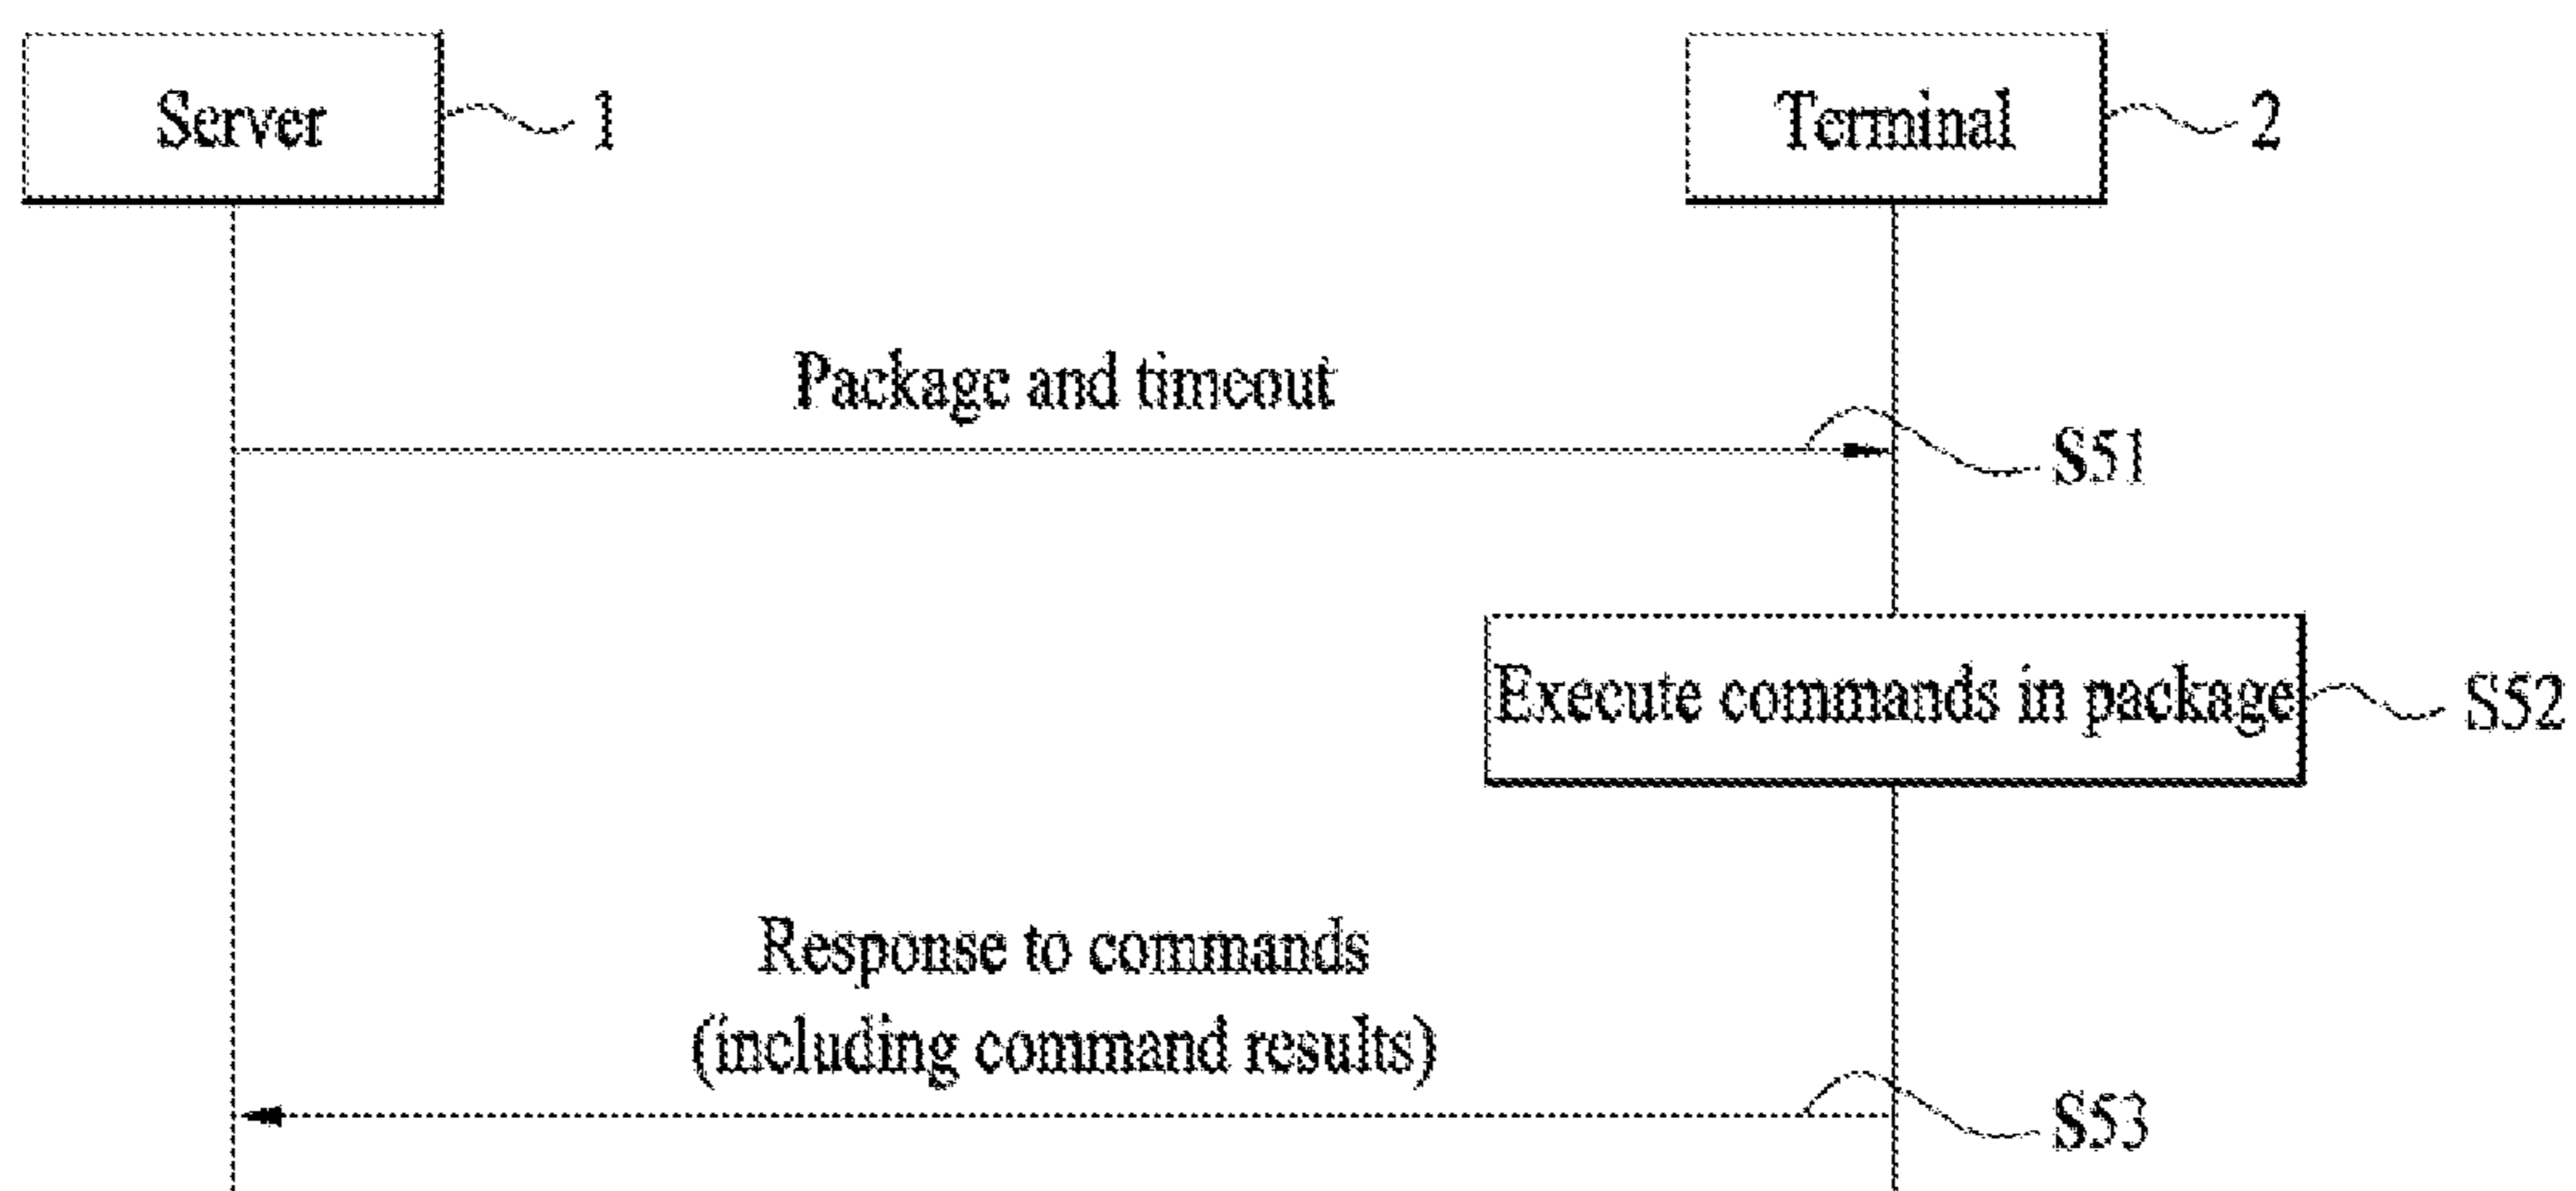 Server
1
Terminal
2
Package and timeout
S51
Execute commands in package
S52
Response to commands
(including command results)
S53